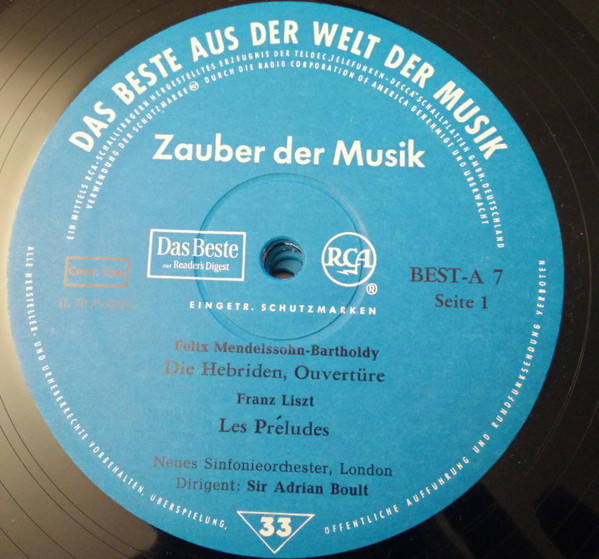 DAS BESTE AUS DER WELT DER MUSIK
EIN MITTELS RCA-SCHALLTRÄGERN HERGESTELLTES ERZEUGNIS DER TELDEC „TELEFUNKEN-DECCA“ SCHALLPLATTEN GMBH. DEUTSCHLAND
VERWENDUNG DER SCHUTZMARKE RCA DURCH DIE RADIO CORPORATION OF AMERICA GENEHMIGT UND ÜBERWACHT
Zauber der Musik
Das Beste
aus Reader's Digest
RCA
®
BEST-A 7
Seite 1
EINGETR. SCHUTZMARKEN
Felix Mendelssohn-Bartholdy
Die Hebriden, Ouvertüre
Franz Liszt
Les Préludes
Neues Sinfonieorchester, London
Dirigent: Sir Adrian Boult
33
ALLE HERSTELLER- UND URHEBERRECHTE VORBEHALTEN, ÜBERSPIELUNG,
ÖFFENTLICHE AUFFÜHRUNG UND RUNDFUNKSENDUNG VERBOTEN